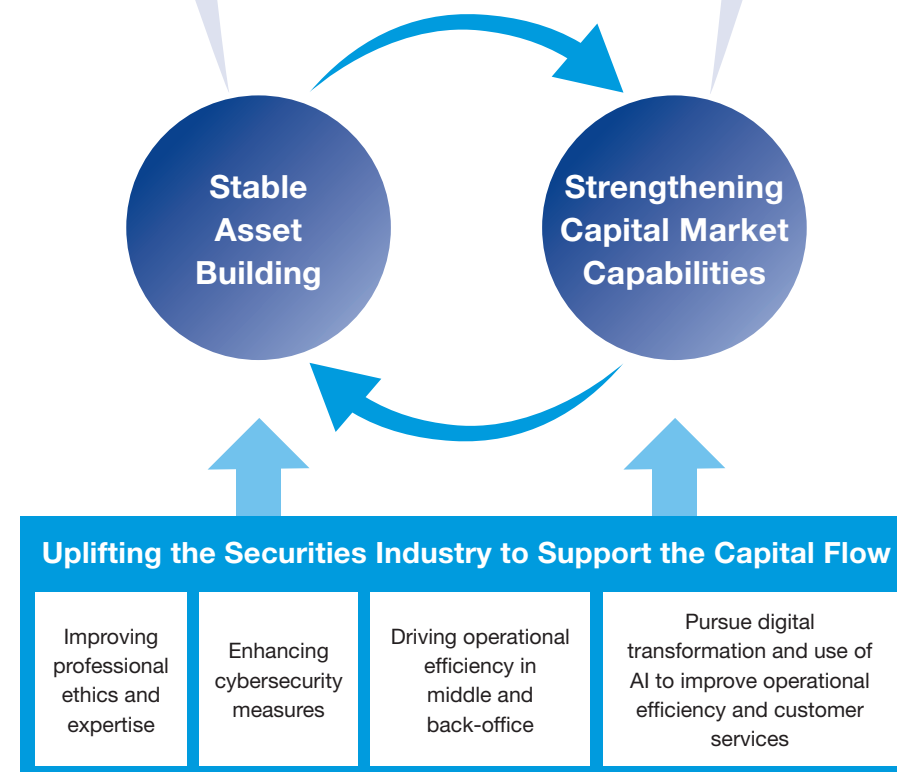 Stable
Asset
Building
Strengthening
Capital Market
Capabilities
Uplifting the Securities Industry to Support the Capital Flow
Improving
professional
ethics and
expertise
Enhancing
cybersecurity
measures
Driving operational
efficiency in
middle and
back-office
Pursue digital
transformation and use of
AI to improve operational
efficiency and customer
services